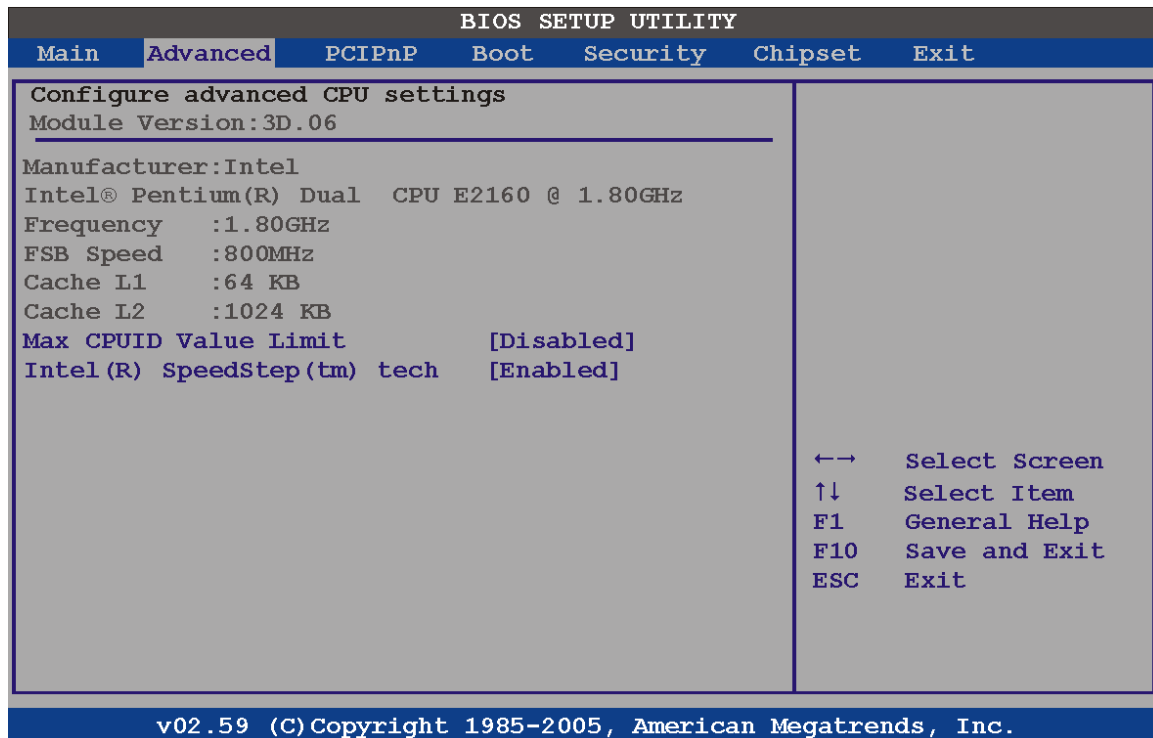 BIOS SETUP UTILITY
Main Advanced PCIPnP Boot Security Chipset Exit
Configure advanced CPU settings
Module Version:3D.06
Manufacturer:Intel
Intel® Pentium(R) Dual CPU E2160 @ 1.80GHz
Frequency :1.80GHz
FSB Speed :800MHz
Cache L1 :64 KB
Cache L2 :1024 KB
Max CPUID Value Limit [Disabled]
Intel(R) SpeedStep(tm) tech [Enabled]
←→ Select Screen
↑↓ Select Item
F1 General Help
F10 Save and Exit
ESC Exit
v02.59 (C)Copyright 1985-2005, American Megatrends, Inc.